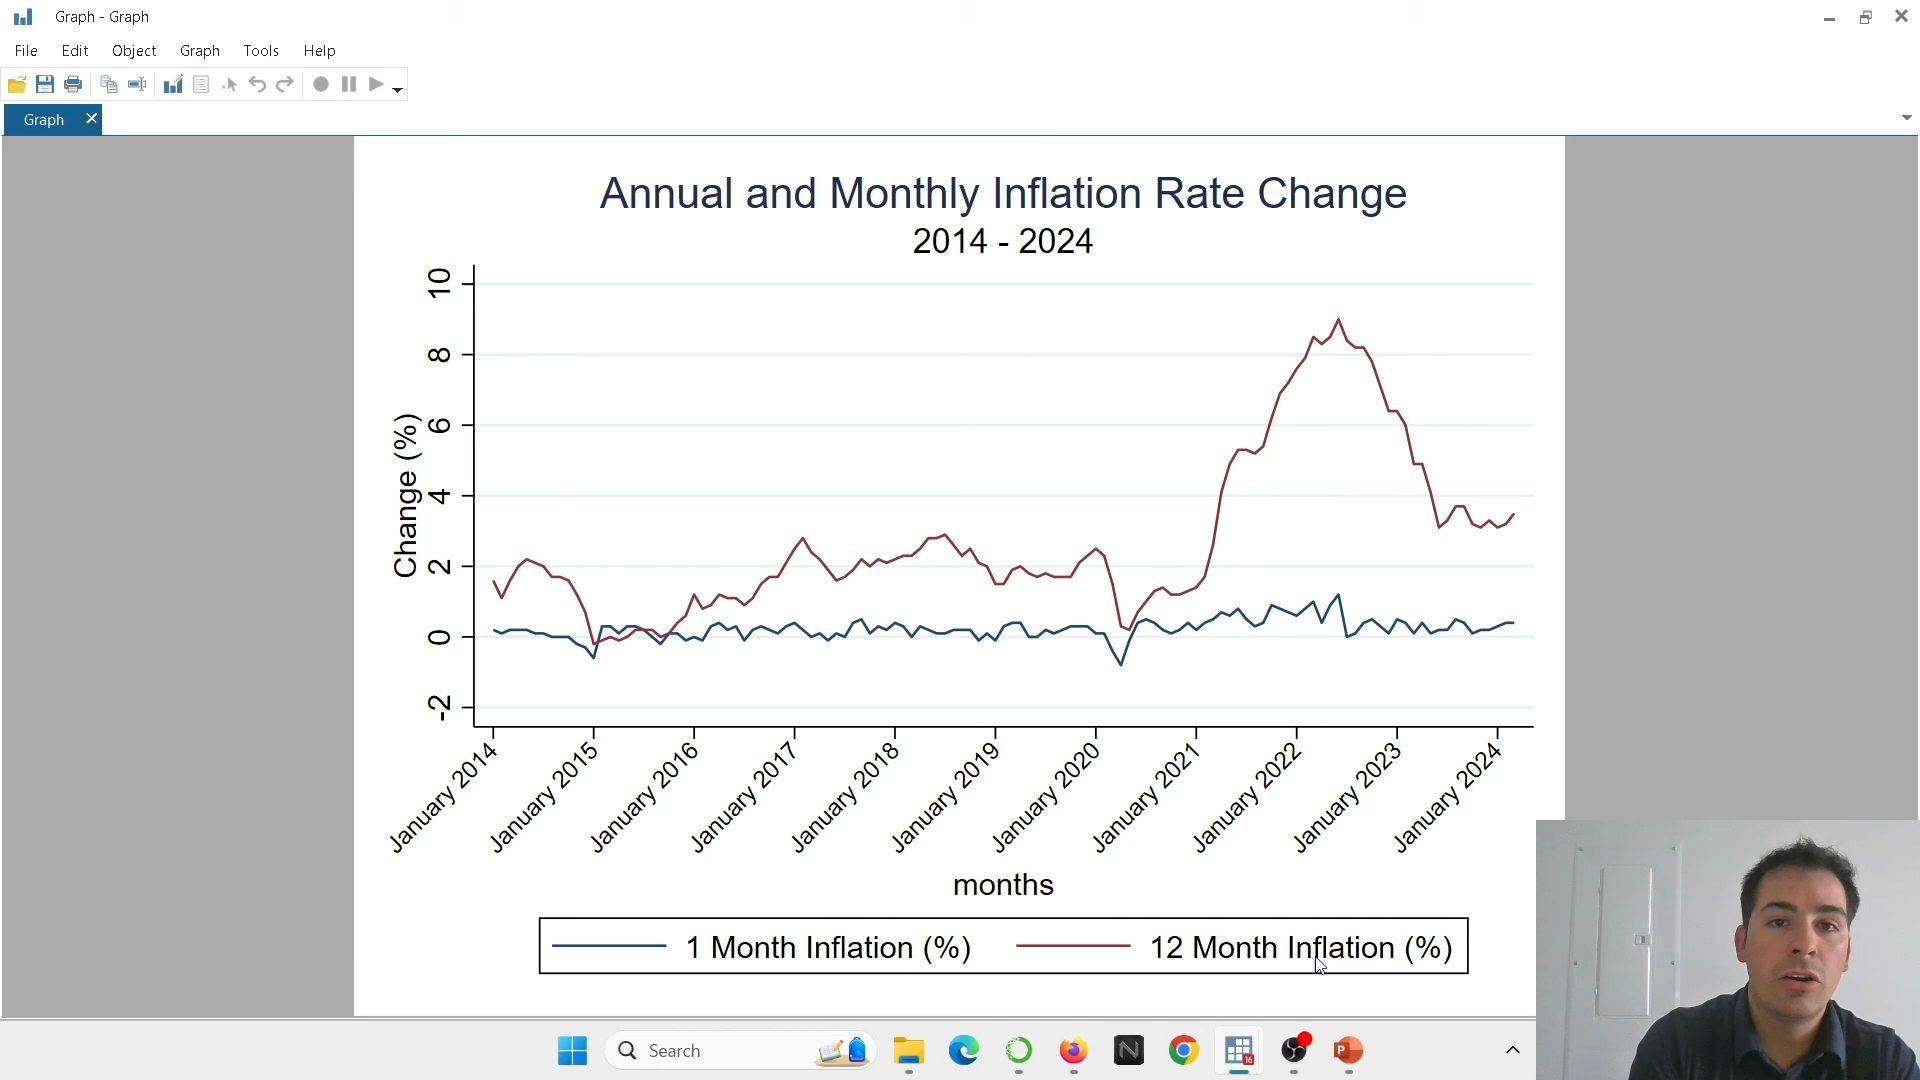 Graph - Graph
File Edit Object Graph Tools Help
Graph
Annual and Monthly Inflation Rate Change
2014 - 2024
Change (%)
10
8
6
4
2
0
-2
January 2014
January 2015
January 2016
January 2017
January 2018
January 2019
January 2020
January 2021
January 2022
January 2023
January 2024
months
1 Month Inflation (%) 12 Month Inflation (%)
Search
N
16
P